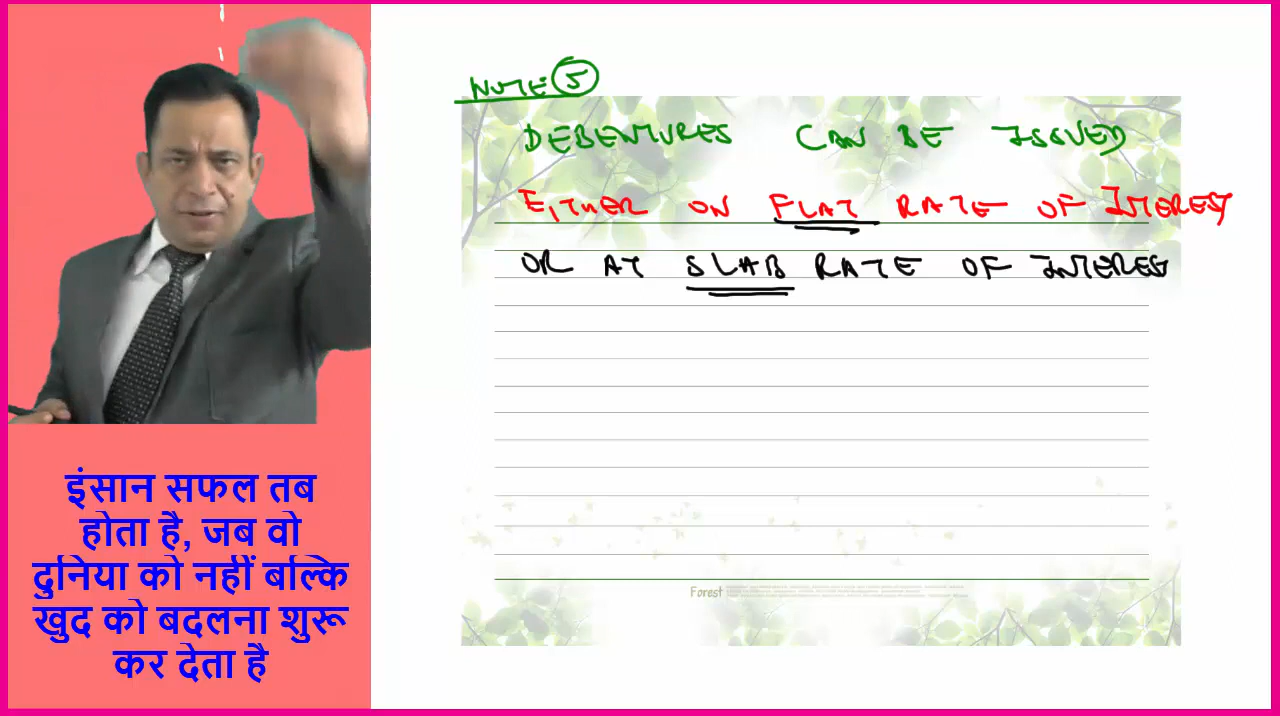 NOTE 5
DEBENTURES CAN BE ISSUED
EITHER ON FLAT RATE OF INTEREST
OR AT SLAB RATE OF INTEREST
Forest
इंसान सफल तब
होता है, जब वो
दुनिया को नहीं बल्कि
खुद को बदलना शुरू
कर देता है